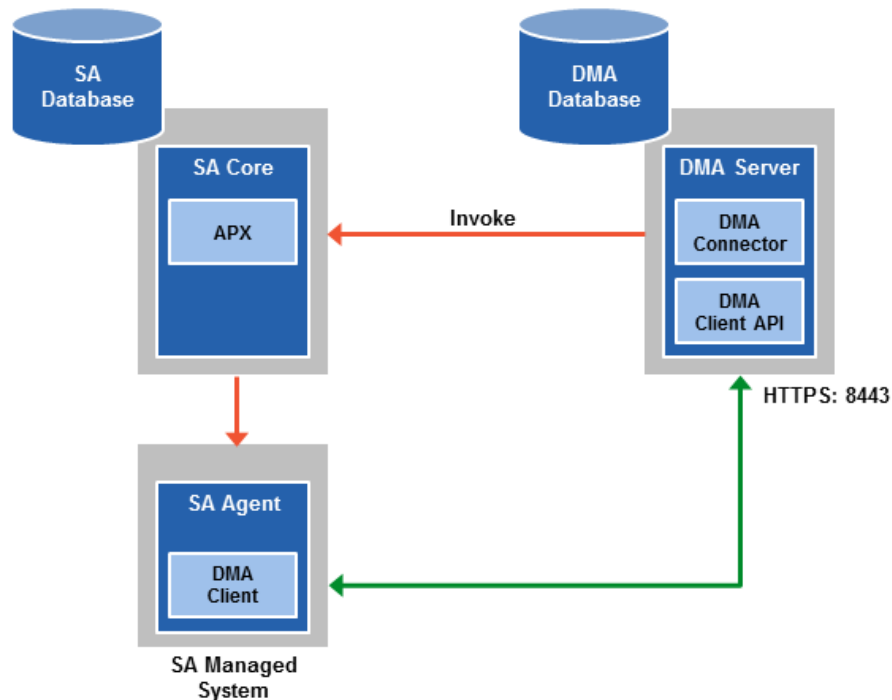 SA
Database
DMA
Database
SA Core
APX
Invoke
DMA Server
DMA
Connector
DMA
Client API
HTTPS: 8443
SA Agent
DMA
Client
SA Managed
System